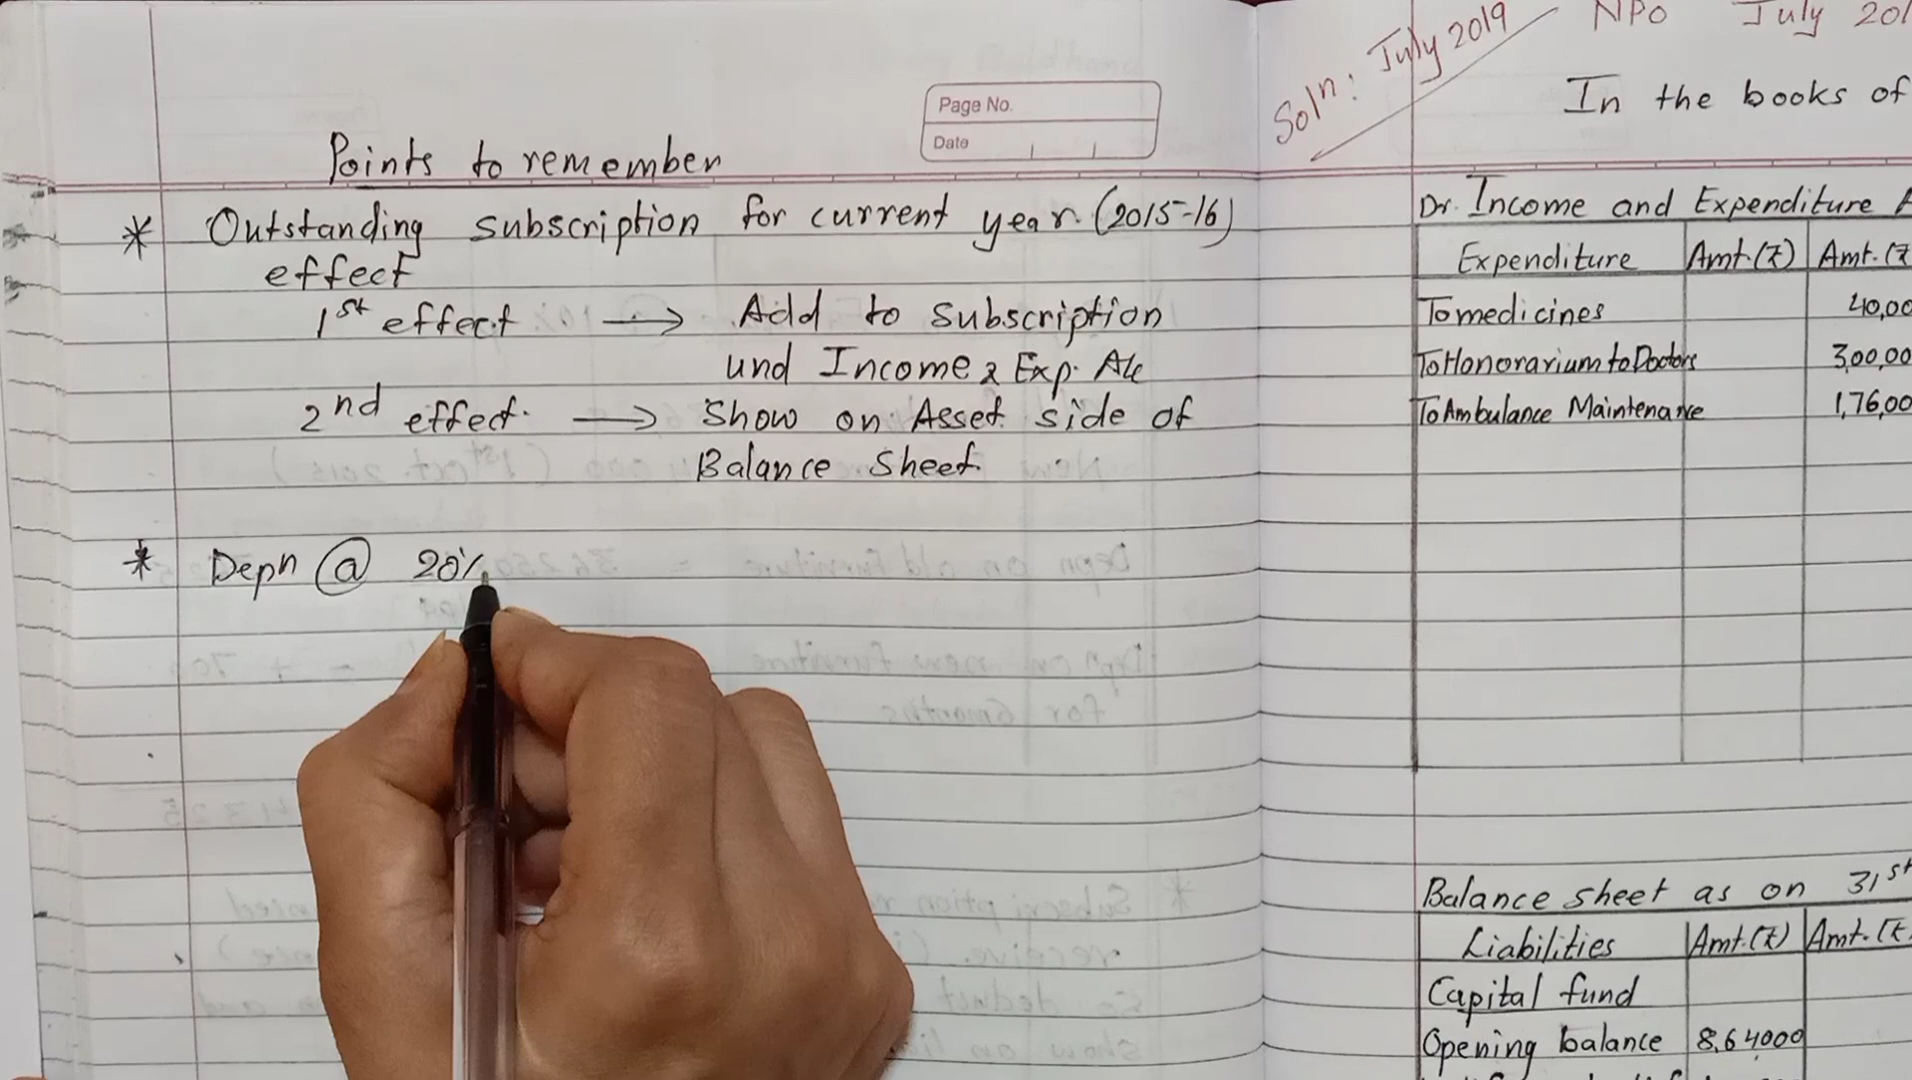 Page No.
Date
Points to remember
* Outstanding subscription for current year (2015-16)
effect
1st effect → Add to subscription
und Income & Exp. A/c
2nd effect. → Show on Asset side of
Balance Sheet.
* Depn @ 20%
Soln: July 2019
NPO July 201
In the books of
Dr. Income and Expenditure A
Expenditure Amt.(₹) Amt.(₹
To medicines 40,00
To Honorarium to Doctors 3,00,00
To Ambulance Maintenance 1,76,00
Balance sheet as on 31st
Liabilities Amt.(₹) Amt.(₹
Capital fund
Opening balance 8,64000